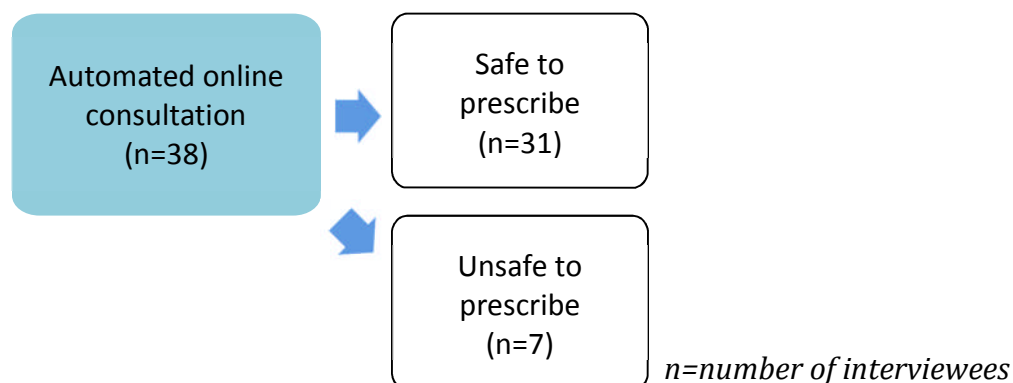 Automated online
consultation
(n=38)
Safe to
prescribe
(n=31)
Unsafe to
prescribe
(n=7)
n=number of interviewees